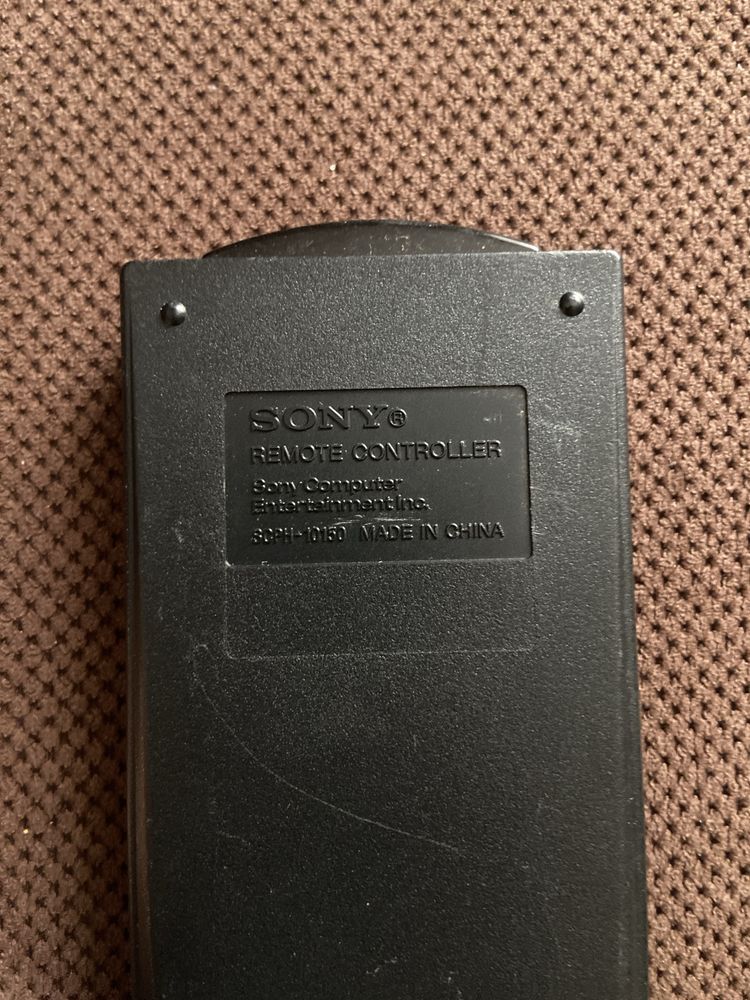 SONY®
REMOTE CONTROLLER
Sony Computer
Entertainment Inc.
SCPH-10150 MADE IN CHINA